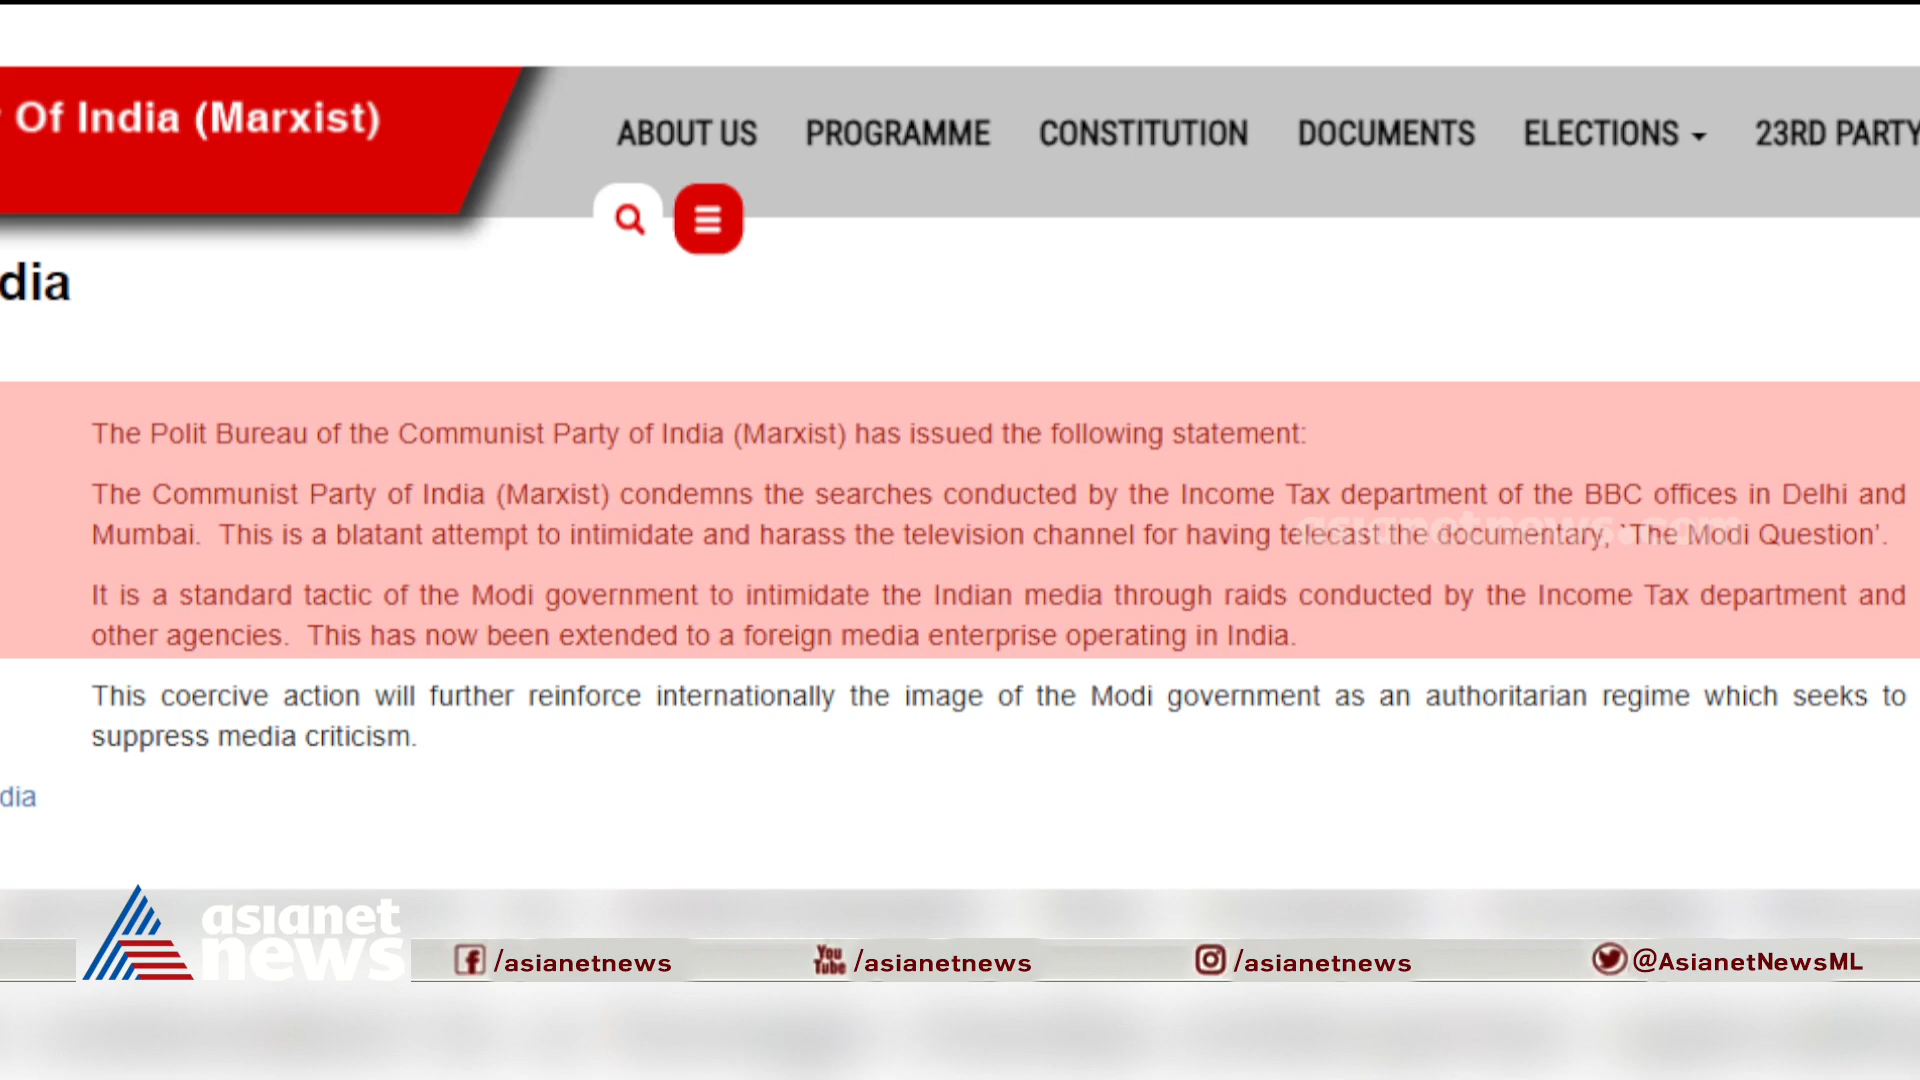 Of India (Marxist)
ABOUT US PROGRAMME CONSTITUTION DOCUMENTS ELECTIONS 23RD PARTY
dia
The Polit Bureau of the Communist Party of India (Marxist) has issued the following statement:
The Communist Party of India (Marxist) condemns the searches conducted by the Income Tax department of the BBC offices in Delhi and
Mumbai. This is a blatant attempt to intimidate and harass the television channel for having telecast the documentary, `The Modi Question'.
asianetnews.com
It is a standard tactic of the Modi government to intimidate the Indian media through raids conducted by the Income Tax department and
other agencies. This has now been extended to a foreign media enterprise operating in India.
This coercive action will further reinforce internationally the image of the Modi government as an authoritarian regime which seeks to
suppress media criticism.
dia
asianet
news
/asianetnews You Tube /asianetnews /asianetnews @AsianetNewsML